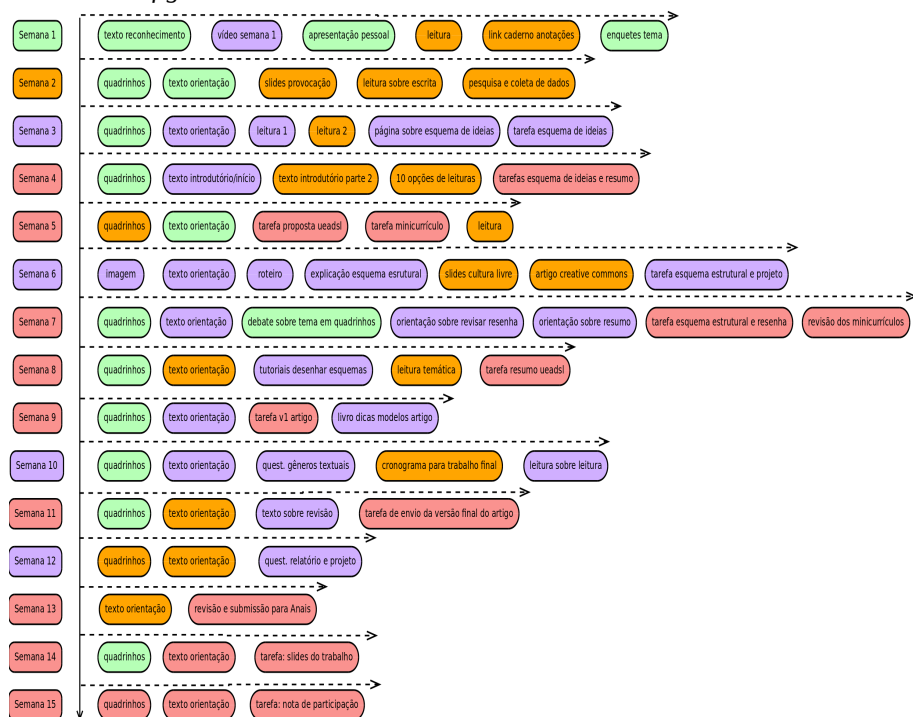 Semana 1 texto reconhecimento vídeo semana 1 apresentação pessoal leitura link caderno anotações enquetes tema
Semana 2 quadrinhos texto orientação slides provocação leitura sobre escrita pesquisa e coleta de dados
Semana 3 quadrinhos texto orientação leitura 1 leitura 2 página sobre esquema de ideias tarefa esquema de ideias
Semana 4 quadrinhos texto introdutório/início texto introdutório parte 2 10 opções de leituras tarefas esquema de ideias e resumo
Semana 5 quadrinhos texto orientação tarefa proposta ueadsl tarefa minicurrículo leitura
Semana 6 imagem texto orientação roteiro explicação esquema esrutural slides cultura livre artigo creative commons tarefa esquema estrutural e projeto
Semana 7 quadrinhos texto orientação debate sobre tema em quadrinhos orientação sobre revisar resenha orientação sobre resumo tarefa esquema estrutural e resenha revisão dos minicurrículos
Semana 8 quadrinhos texto orientação tutoriais desenhar esquemas leitura temática tarefa resumo ueadsl
Semana 9 quadrinhos texto orientação tarefa v1 artigo livro dicas modelos artigo
Semana 10 quadrinhos texto orientação quest. gêneros textuais cronograma para trabalho final leitura sobre leitura
Semana 11 quadrinhos texto orientação texto sobre revisão tarefa de envio da versão final do artigo
Semana 12 quadrinhos texto orientação quest. relatório e projeto
Semana 13 texto orientação revisão e submissão para Anais
Semana 14 quadrinhos texto orientação tarefa: slides do trabalho
Semana 15 quadrinhos texto orientação tarefa: nota de participação